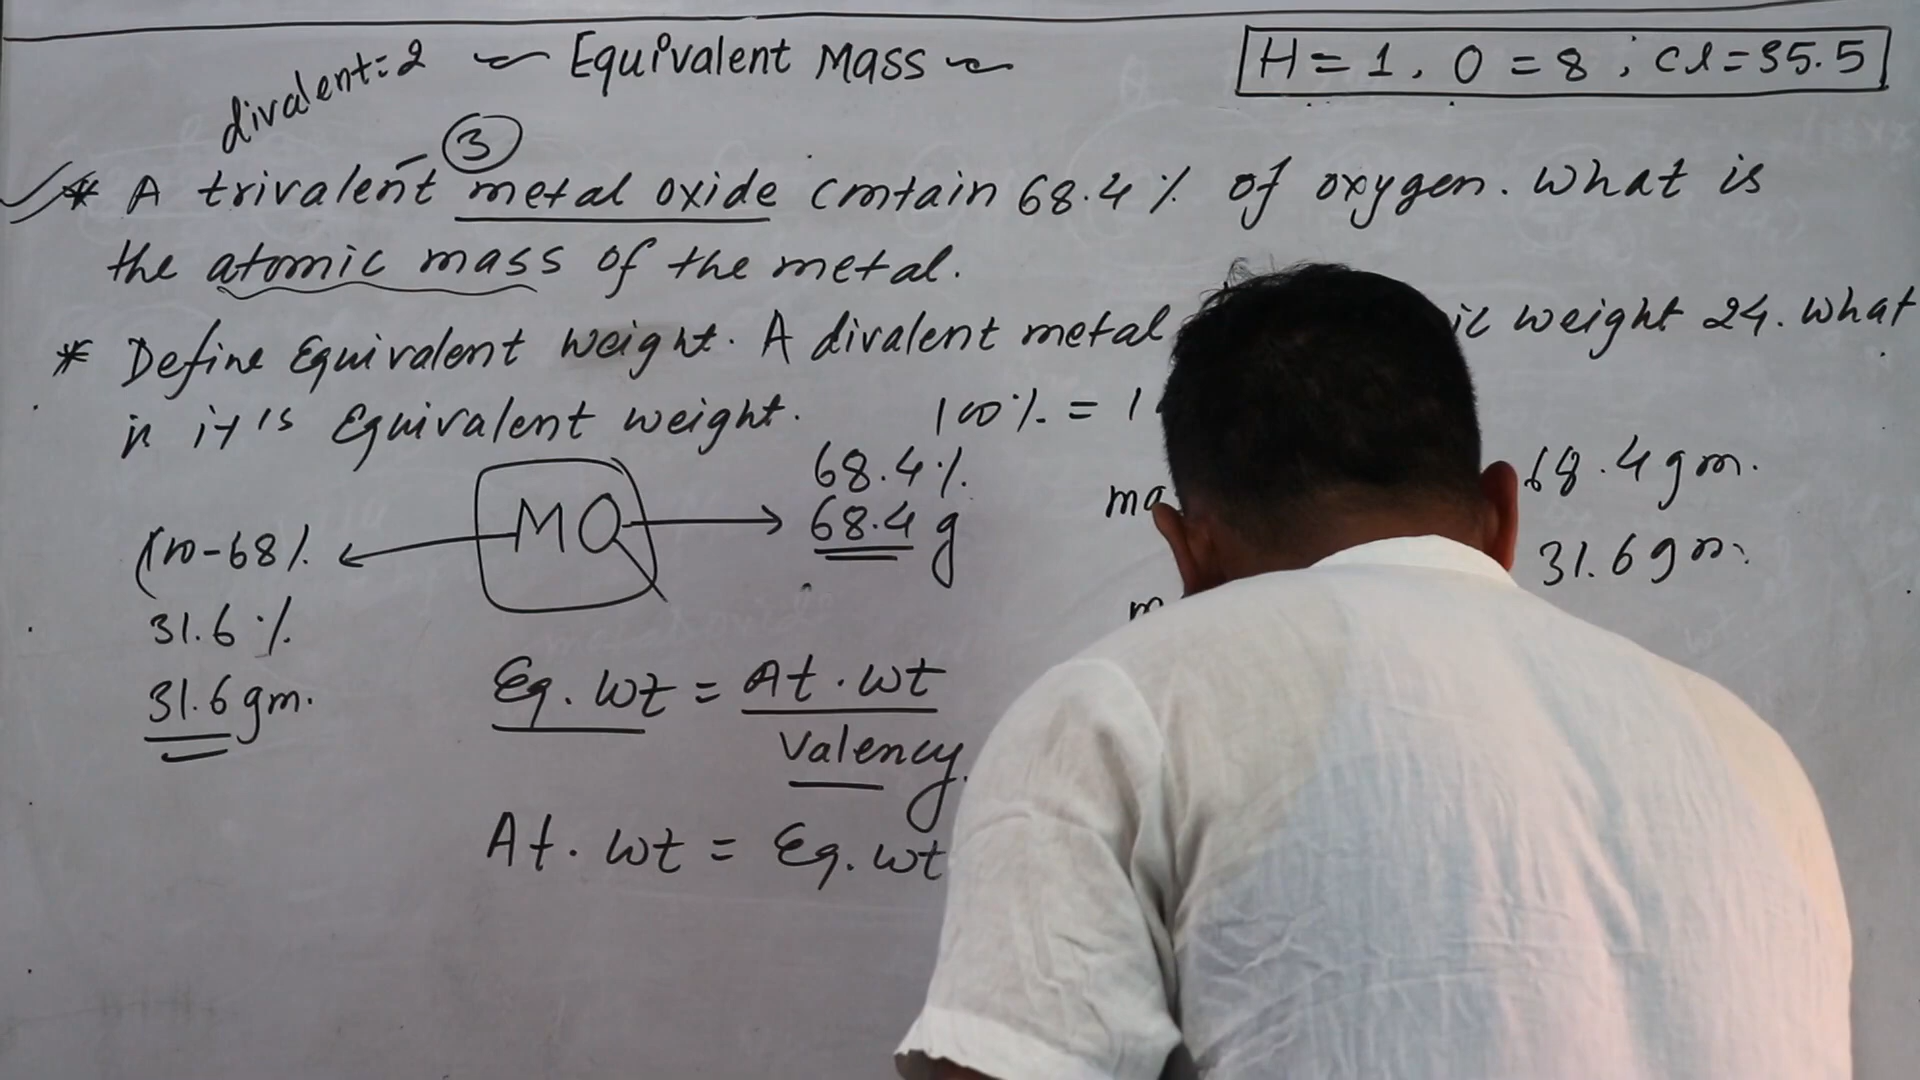 divalent=2 Equivalent Mass H=1, O=8; Cl=35.5
3
* A trivalent metal oxide contain 68.4% of oxygen. What is
the atomic mass of the metal.
* Define Equivalent Weight. A divalent metal weight 24. What
is it's Equivalent weight. 100% =
68.4%
(100-68% MO 68.4 g 68.4 gm.
31.6 gm.
31.6 %
31.6 gm.
Eq. wt = At. wt
Valency
At. wt = Eq. wt